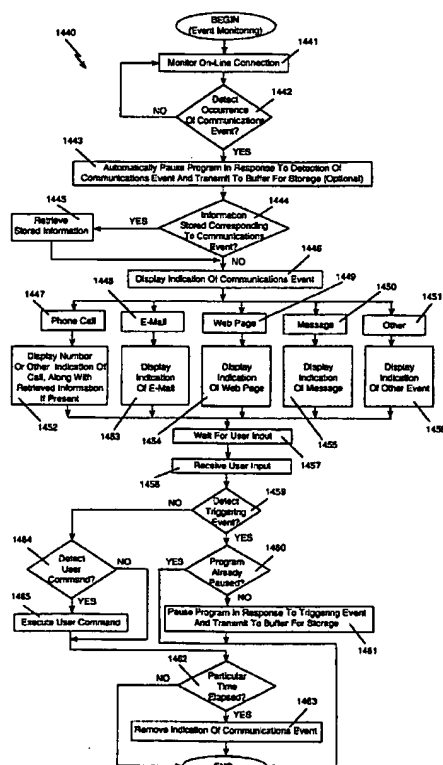 1440
BEGIN
(Event Monitoring)
1441
Monitor On-Line Connection
NO
1442
Detect
Occurrence
Of Communications
Event?
YES
1443
Automatically Pause Program In Response To Detection Of
Communications Event And Transmit To Buffer For Storage (Optional)
1445
Retrieve
Stored Information
YES
1444
Information
Stored Corresponding
To Communications
Event?
NO
1446
Display Indication Of Communications Event
1447
Phone Call
1448
E-Mail
1449
Web Page
1450
Message
1451
Other
Display Number
Or Other Indication Of
Call, Along With
Retrieved Information
If Present
1452
Display
Indication
Of E-Mail
1453
Display
Indication
Of Web Page
1454
Display
Indication
Of Message
1455
Display
Indication
Of Other Event
1456
Wait For User Input
1457
1458
Receive User Input
NO
1459
Detect
Triggering
Event?
YES
1464
Detect
User
Command?
NO
YES
YES
1460
Program
Already
Paused?
NO
1465
Execute User Command
Pause Program In Response To Triggering Event
And Transmit To Buffer For Storage
1461
1462
NO
Particular
Time
Elapsed?
YES
1463
Remove Indication Of Communications Event
END